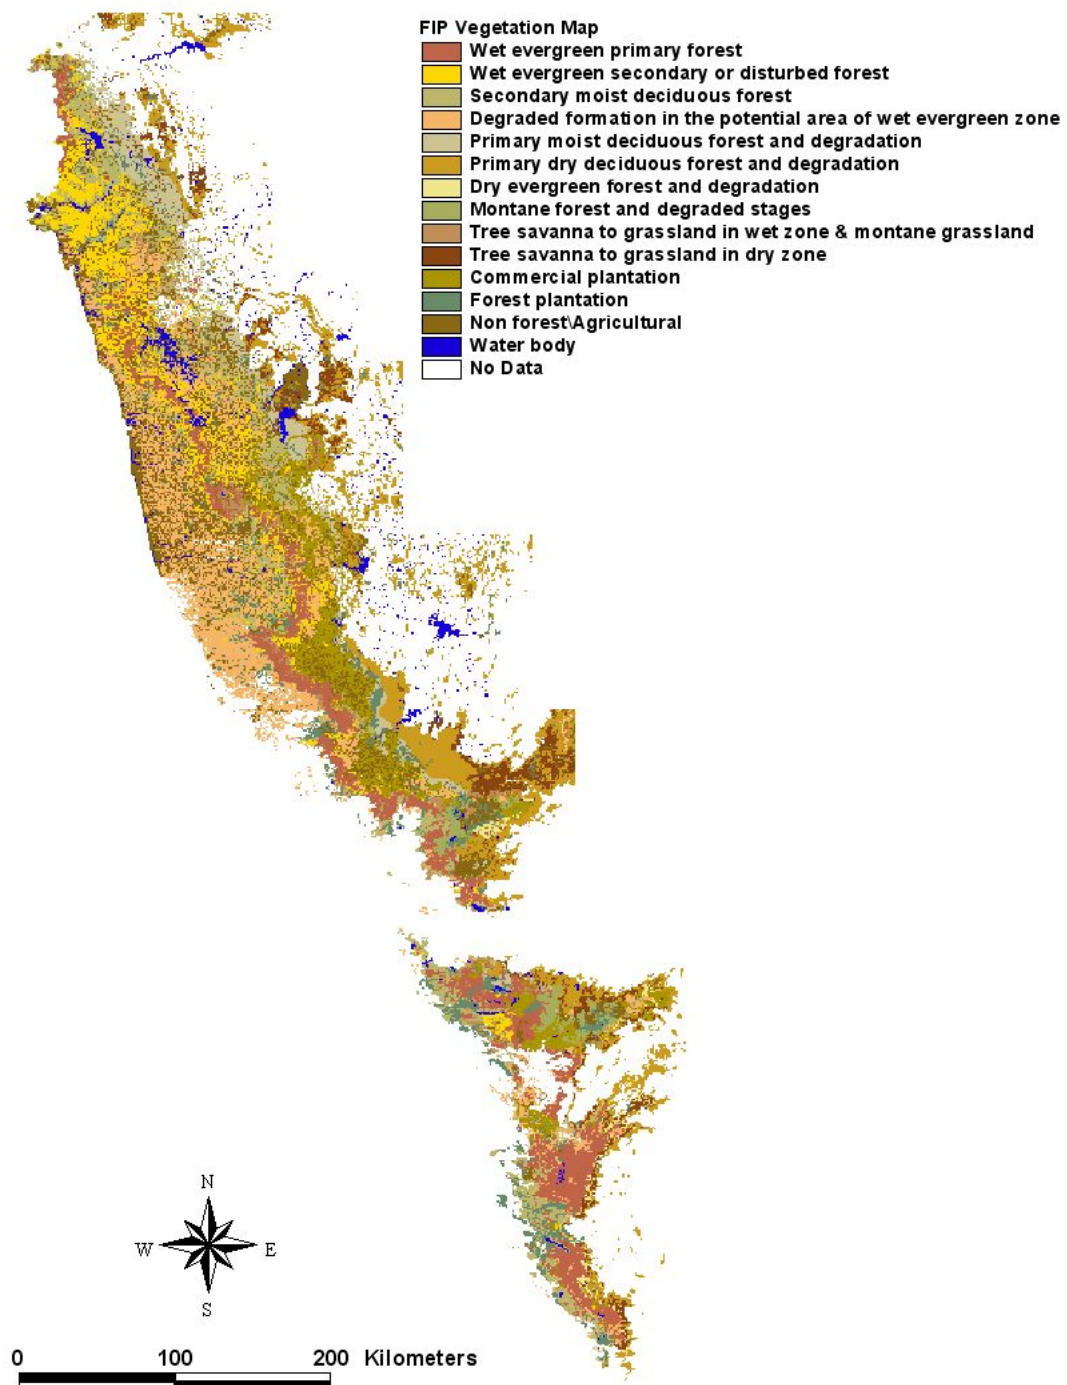 FIP Vegetation Map
Wet evergreen primary forest
Wet evergreen secondary or disturbed forest
Secondary moist deciduous forest
Degraded formation in the potential area of wet evergreen zone
Primary moist deciduous forest and degradation
Primary dry deciduous forest and degradation
Dry evergreen forest and degradation
Montane forest and degraded stages
Tree savanna to grassland in wet zone & montane grassland
Tree savanna to grassland in dry zone
Commercial plantation
Forest plantation
Non forest\Agricultural
Water body
No Data
N
W E
S
0 100 200 Kilometers